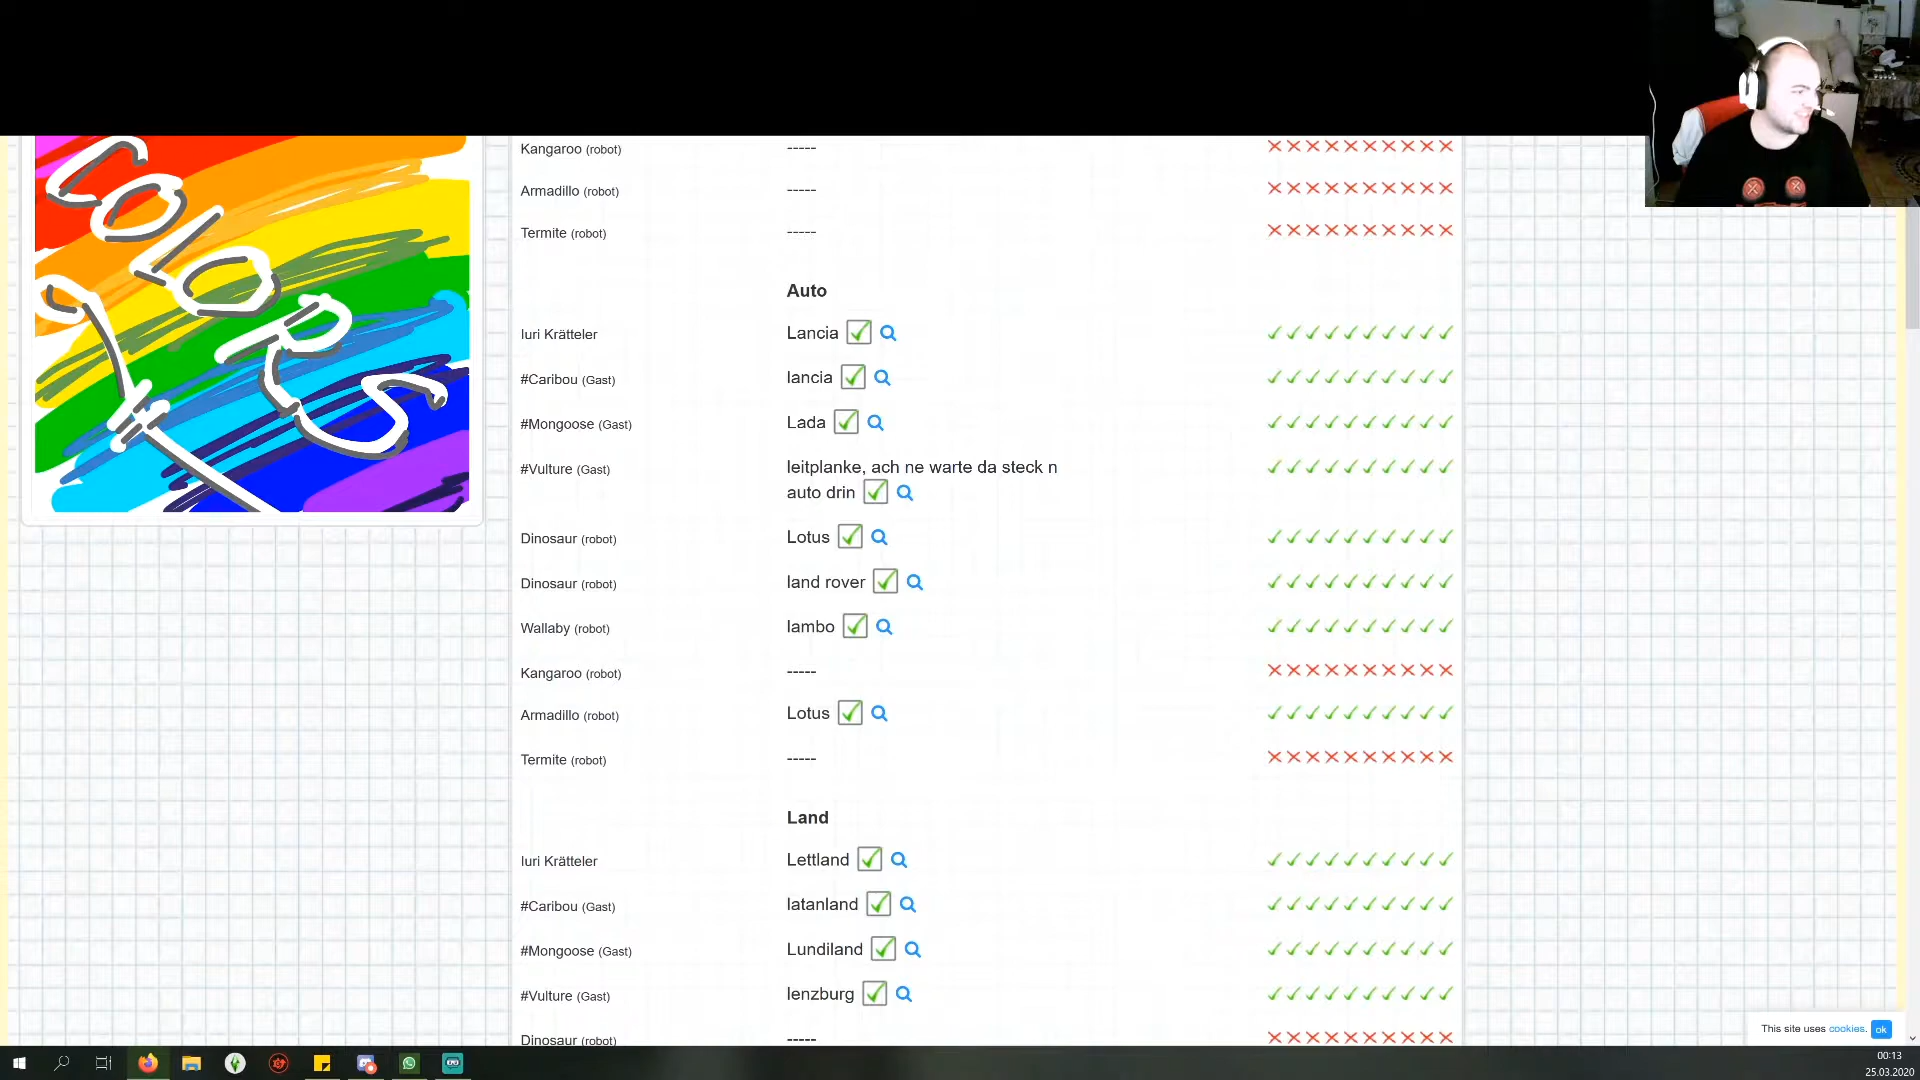 COLORS
Kangaroo (robot) -----
Armadillo (robot) -----
Termite (robot) -----
Auto
Iuri Krätteler Lancia
#Caribou (Gast) lancia
#Mongoose (Gast) Lada
#Vulture (Gast) leitplanke, ach ne warte da steck n
auto drin
Dinosaur (robot) Lotus
Dinosaur (robot) land rover
Wallaby (robot) lambo
Kangaroo (robot) -----
Armadillo (robot) Lotus
Termite (robot) -----
Land
Iuri Krätteler Lettland
#Caribou (Gast) latanland
#Mongoose (Gast) Lundiland
#Vulture (Gast) lenzburg
Dinosaur (robot) -----
This site uses cookies. ok
00:13
25.03.2020